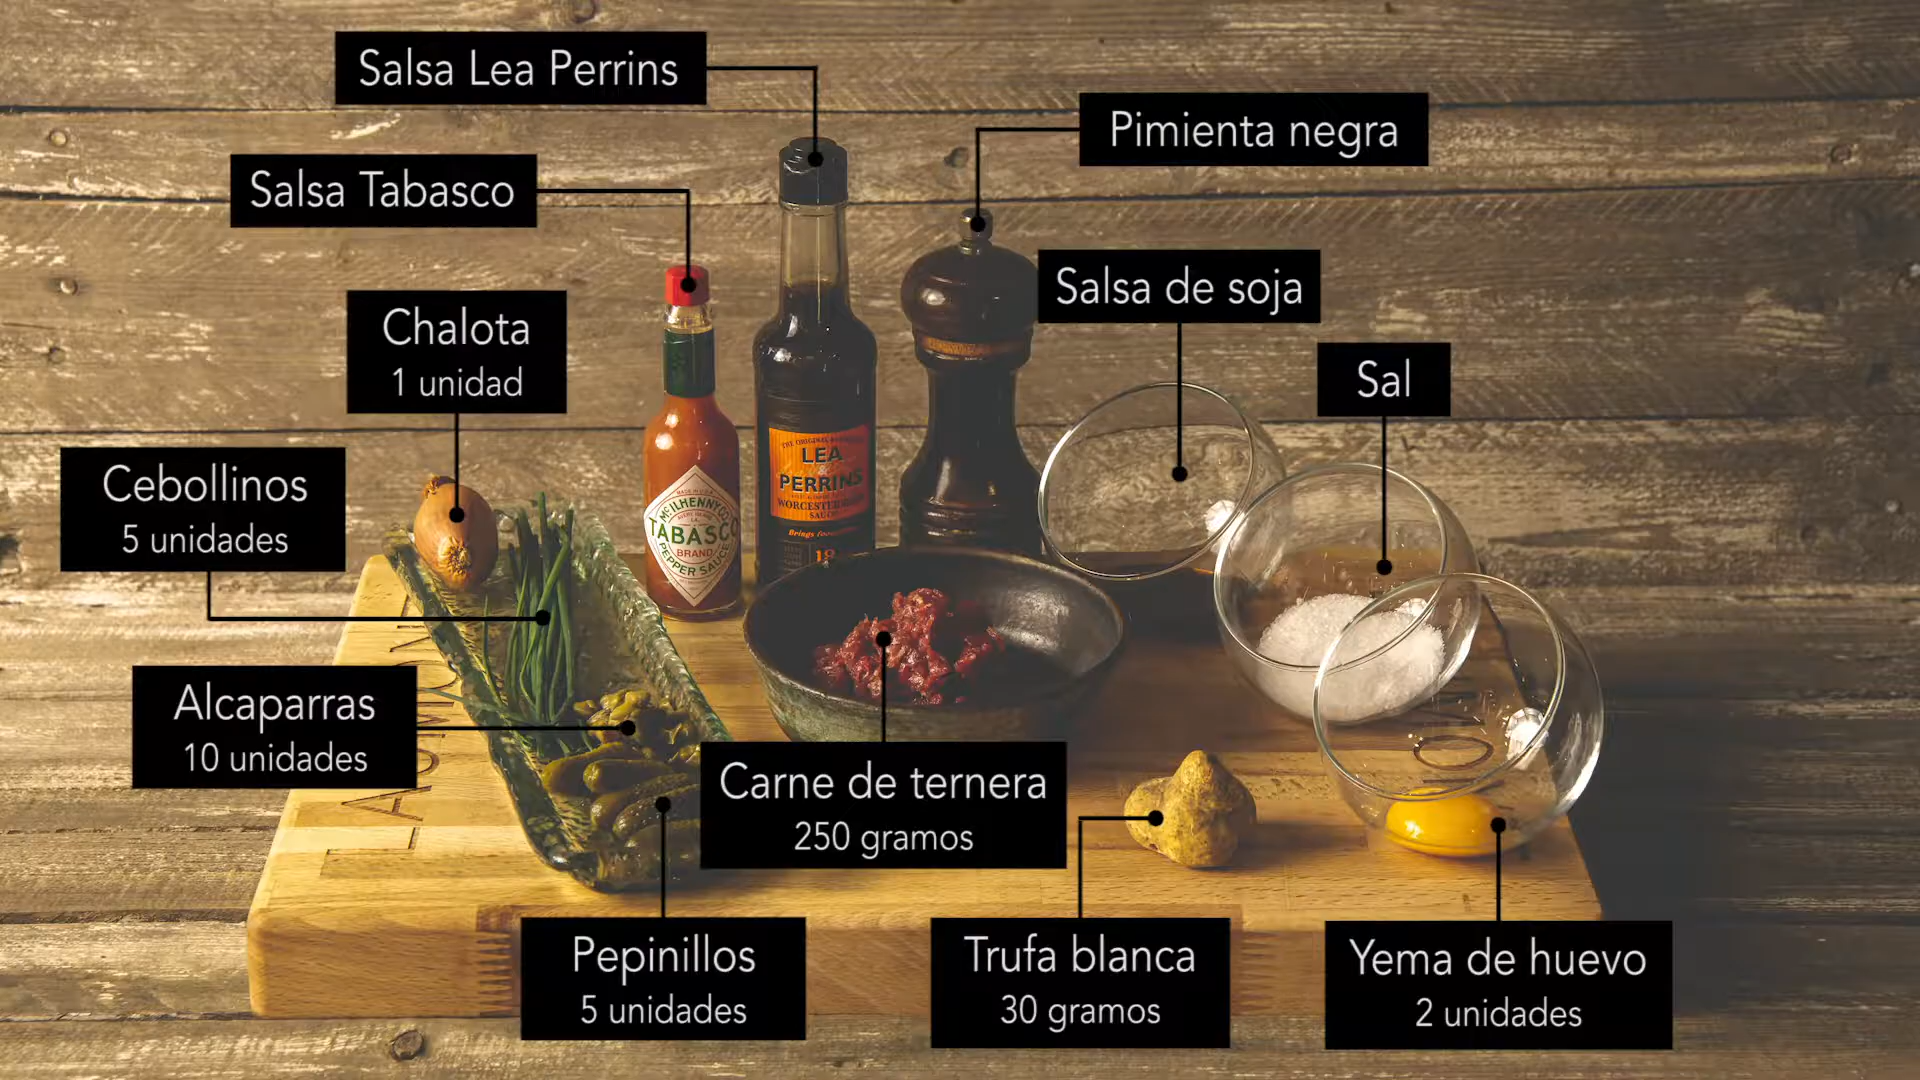 Salsa Lea Perrins
Pimienta negra
Salsa Tabasco
Salsa de soja
Chalota
1 unidad
Sal
Cebollinos
5 unidades
Alcaparras
10 unidades
Carne de ternera
250 gramos
Pepinillos
5 unidades
Trufa blanca
30 gramos
Yema de huevo
2 unidades
McILHENNY CO.
TABASCO
BRAND
PEPPER SAUCE
LEA
&
PERRINS
WORCESTERSHIRE
SAUCE